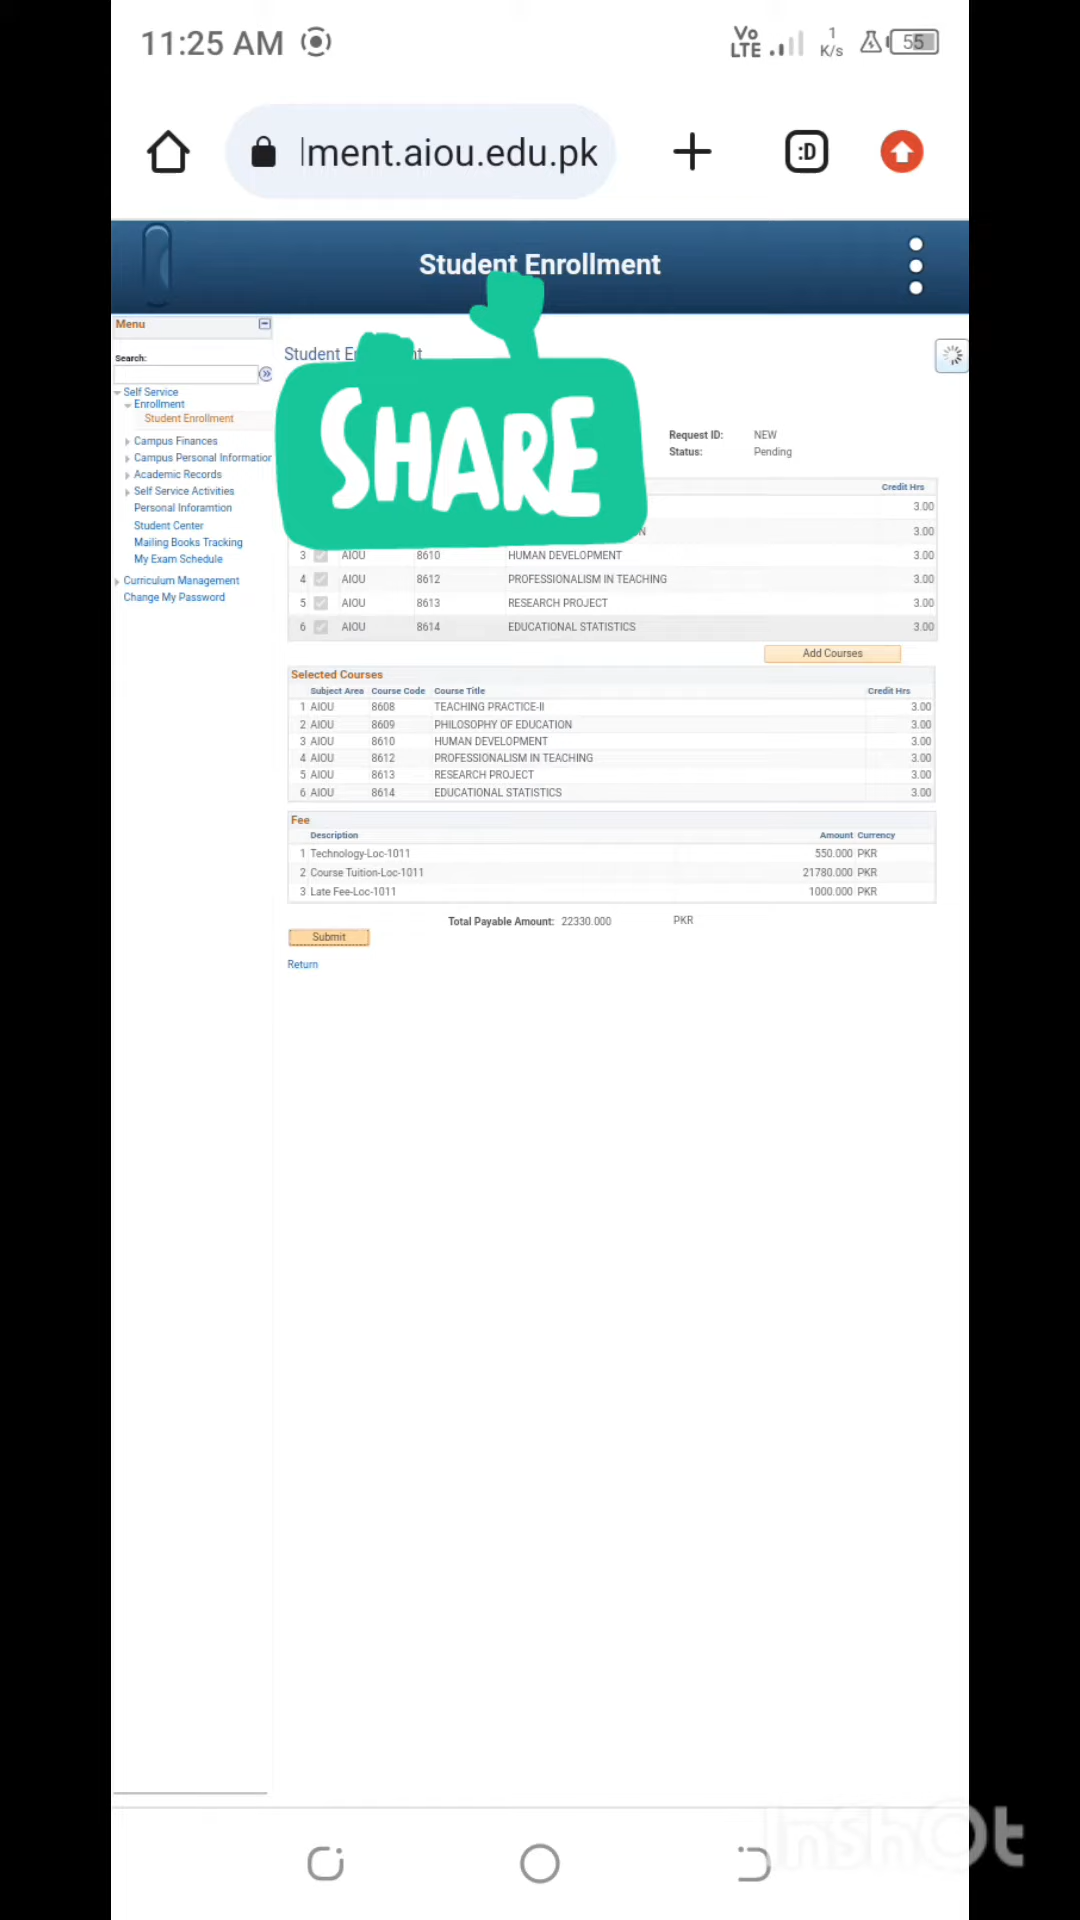 11:25 AM
Vo LTE 1 K/s 55
lment.aiou.edu.pk :D
Student Enrollment
Menu
Student
Search:
Self Service
Enrollment
Student Enrollment
Campus Finances
Campus Personal Information
Academic Records
Self Service Activities
Personal Inforamtion
Student Center
Mailing Books Tracking
My Exam Schedule
Curriculum Management
Change My Password
SHARE
Request ID: NEW
Status: Pending
Credit Hrs
3.00
3.00
3 AIOU 8610 HUMAN DEVELOPMENT 3.00
4 AIOU 8612 PROFESSIONALISM IN TEACHING 3.00
5 AIOU 8613 RESEARCH PROJECT 3.00
6 AIOU 8614 EDUCATIONAL STATISTICS 3.00
Add Courses
Selected Courses
Subject Area Course Code Course Title Credit Hrs
1 AIOU 8608 TEACHING PRACTICE-II 3.00
2 AIOU 8609 PHILOSOPHY OF EDUCATION 3.00
3 AIOU 8610 HUMAN DEVELOPMENT 3.00
4 AIOU 8612 PROFESSIONALISM IN TEACHING 3.00
5 AIOU 8613 RESEARCH PROJECT 3.00
6 AIOU 8614 EDUCATIONAL STATISTICS 3.00
Fee
Description Amount Currency
1 Technology-Loc-1011 550.000 PKR
2 Course Tuition-Loc-1011 21780.000 PKR
3 Late Fee-Loc-1011 1000.000 PKR
Total Payable Amount: 22330.000 PKR
Submit
Return
InshOt